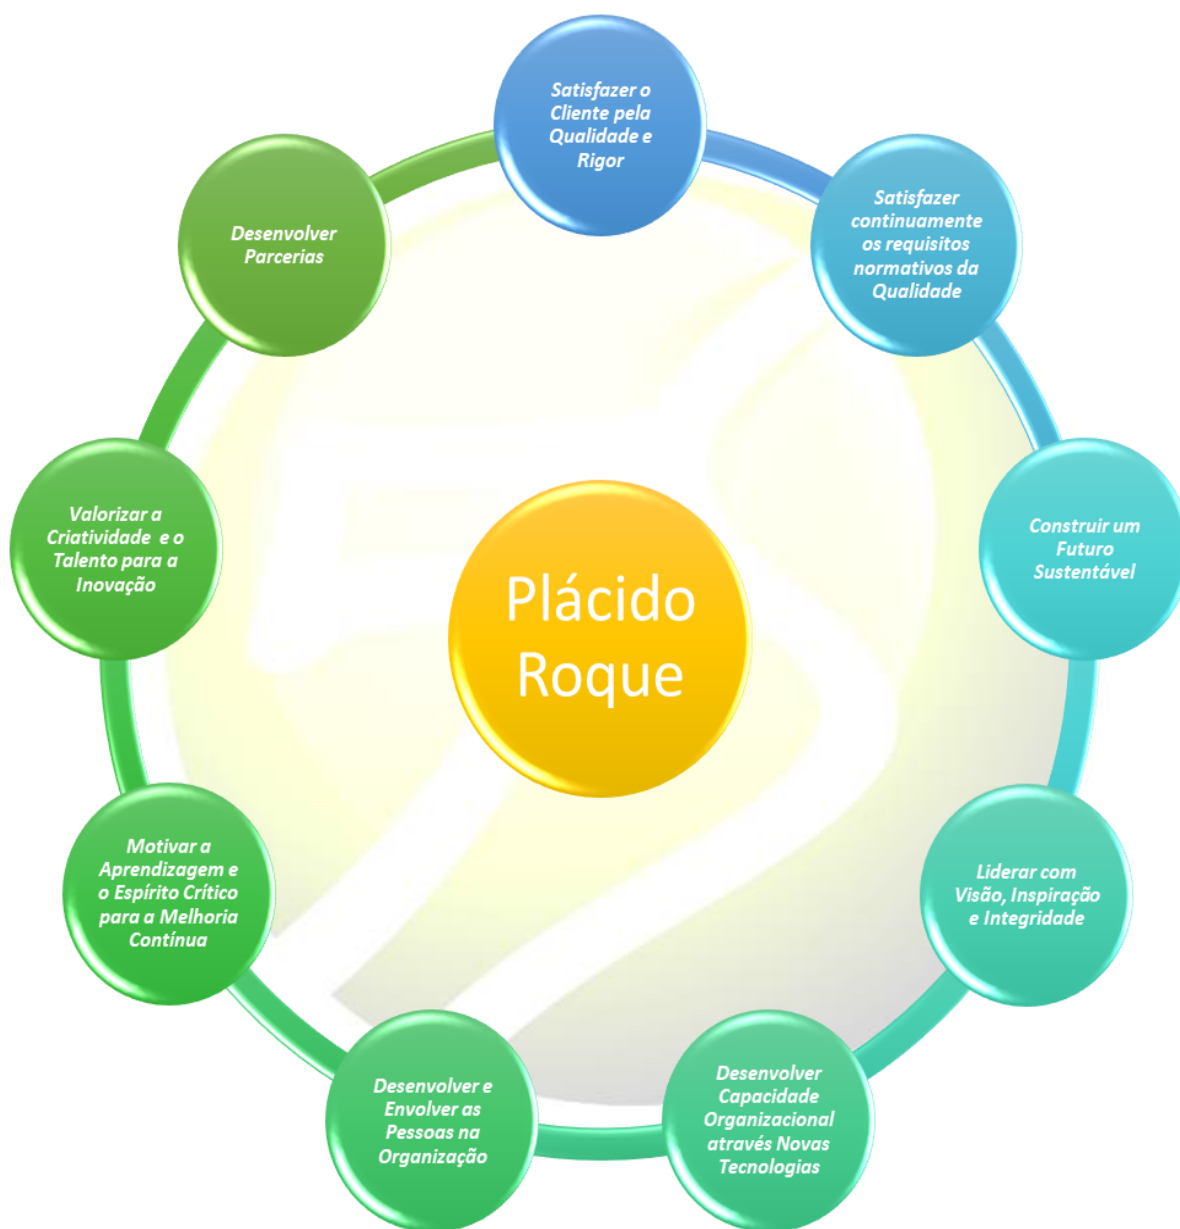 Satisfazer o
Cliente pela
Qualidade e
Rigor
Satisfazer
continuamente
os requisitos
normativos da
Qualidade
Construir um
Futuro
Sustentável
Liderar com
Visão, Inspiração
e Integridade
Desenvolver
Capacidade
Organizacional
através Novas
Tecnologias
Desenvolver e
Envolver as
Pessoas na
Organização
Motivar a
Aprendizagem e
o Espírito Crítico
para a Melhoria
Contínua
Valorizar a
Criatividade e o
Talento para a
Inovação
Desenvolver
Parcerias
Plácido
Roque